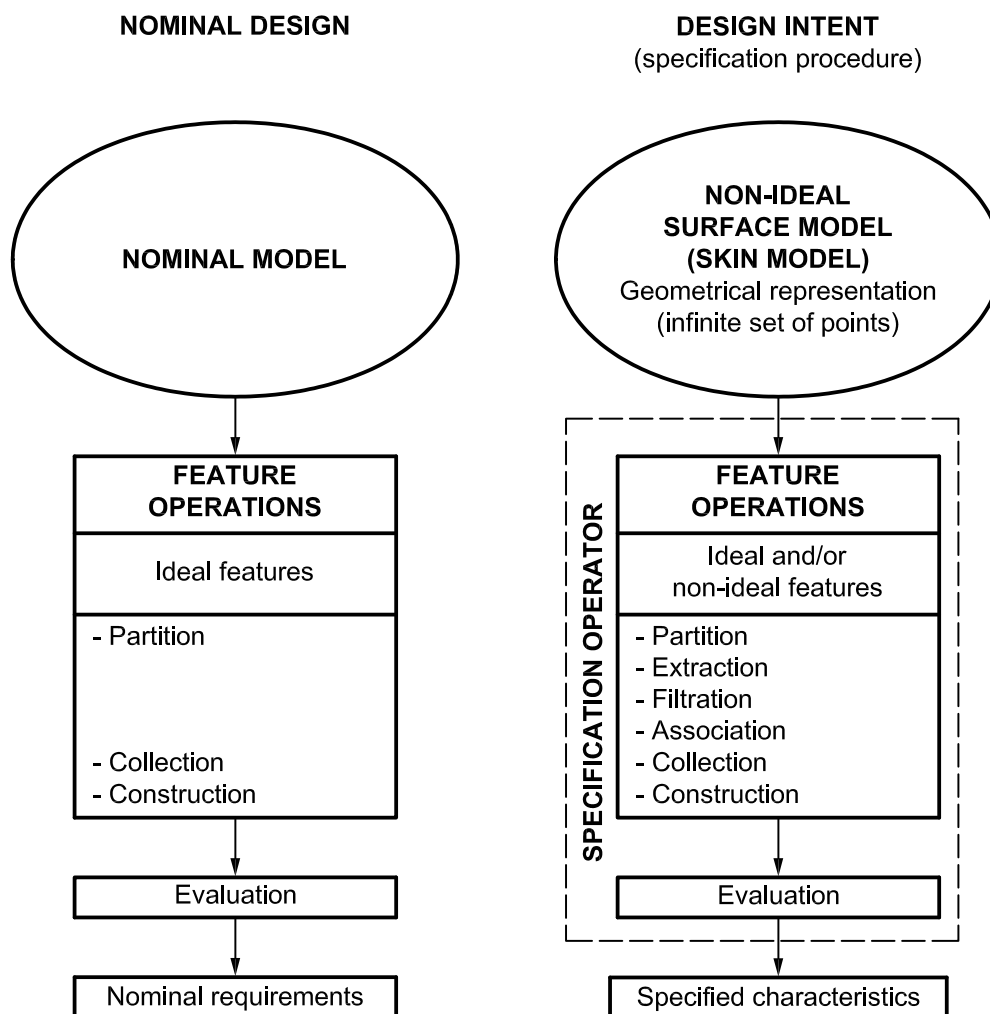 NOMINAL DESIGN
NOMINAL MODEL
FEATURE
OPERATIONS
Ideal features
- Partition
- Collection
- Construction
Evaluation
Nominal requirements
DESIGN INTENT
(specification procedure)
NON-IDEAL
SURFACE MODEL
(SKIN MODEL)
Geometrical representation
(infinite set of points)
SPECIFICATION OPERATOR
FEATURE
OPERATIONS
Ideal and/or
non-ideal features
- Partition
- Extraction
- Filtration
- Association
- Collection
- Construction
Evaluation
Specified characteristics